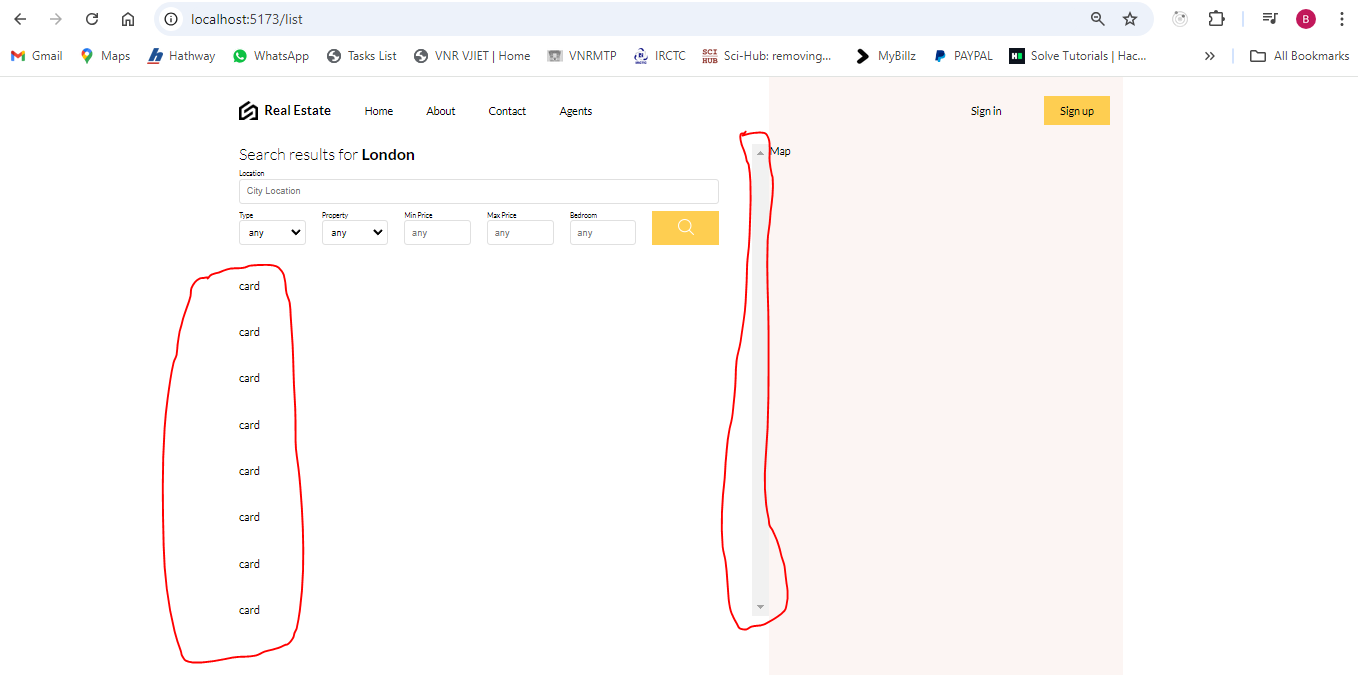 localhost:5173/list
B
Gmail Maps Hathway WhatsApp Tasks List VNR VJIET | Home VNRMTP IRCTC SCI HUB Sci-Hub: removing... MyBillz PAYPAL Solve Tutorials | Hac... » All Bookmarks
Real Estate Home About Contact Agents Sign in Sign up
Search results for London Map
Location
City Location
Type Property Min Price Max Price Bedroom
any any any any any
card
card
card
card
card
card
card
card